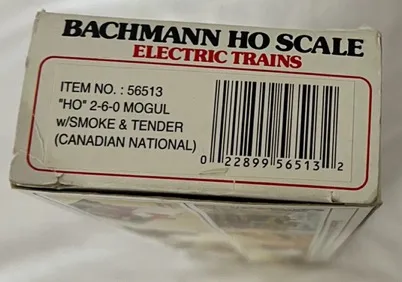 BACHMANN HO SCALE
ELECTRIC TRAINS
ITEM NO. : 56513
"HO" 2-6-0 MOGUL
w/SMOKE & TENDER
(CANADIAN NATIONAL)
0 22899 56513 2